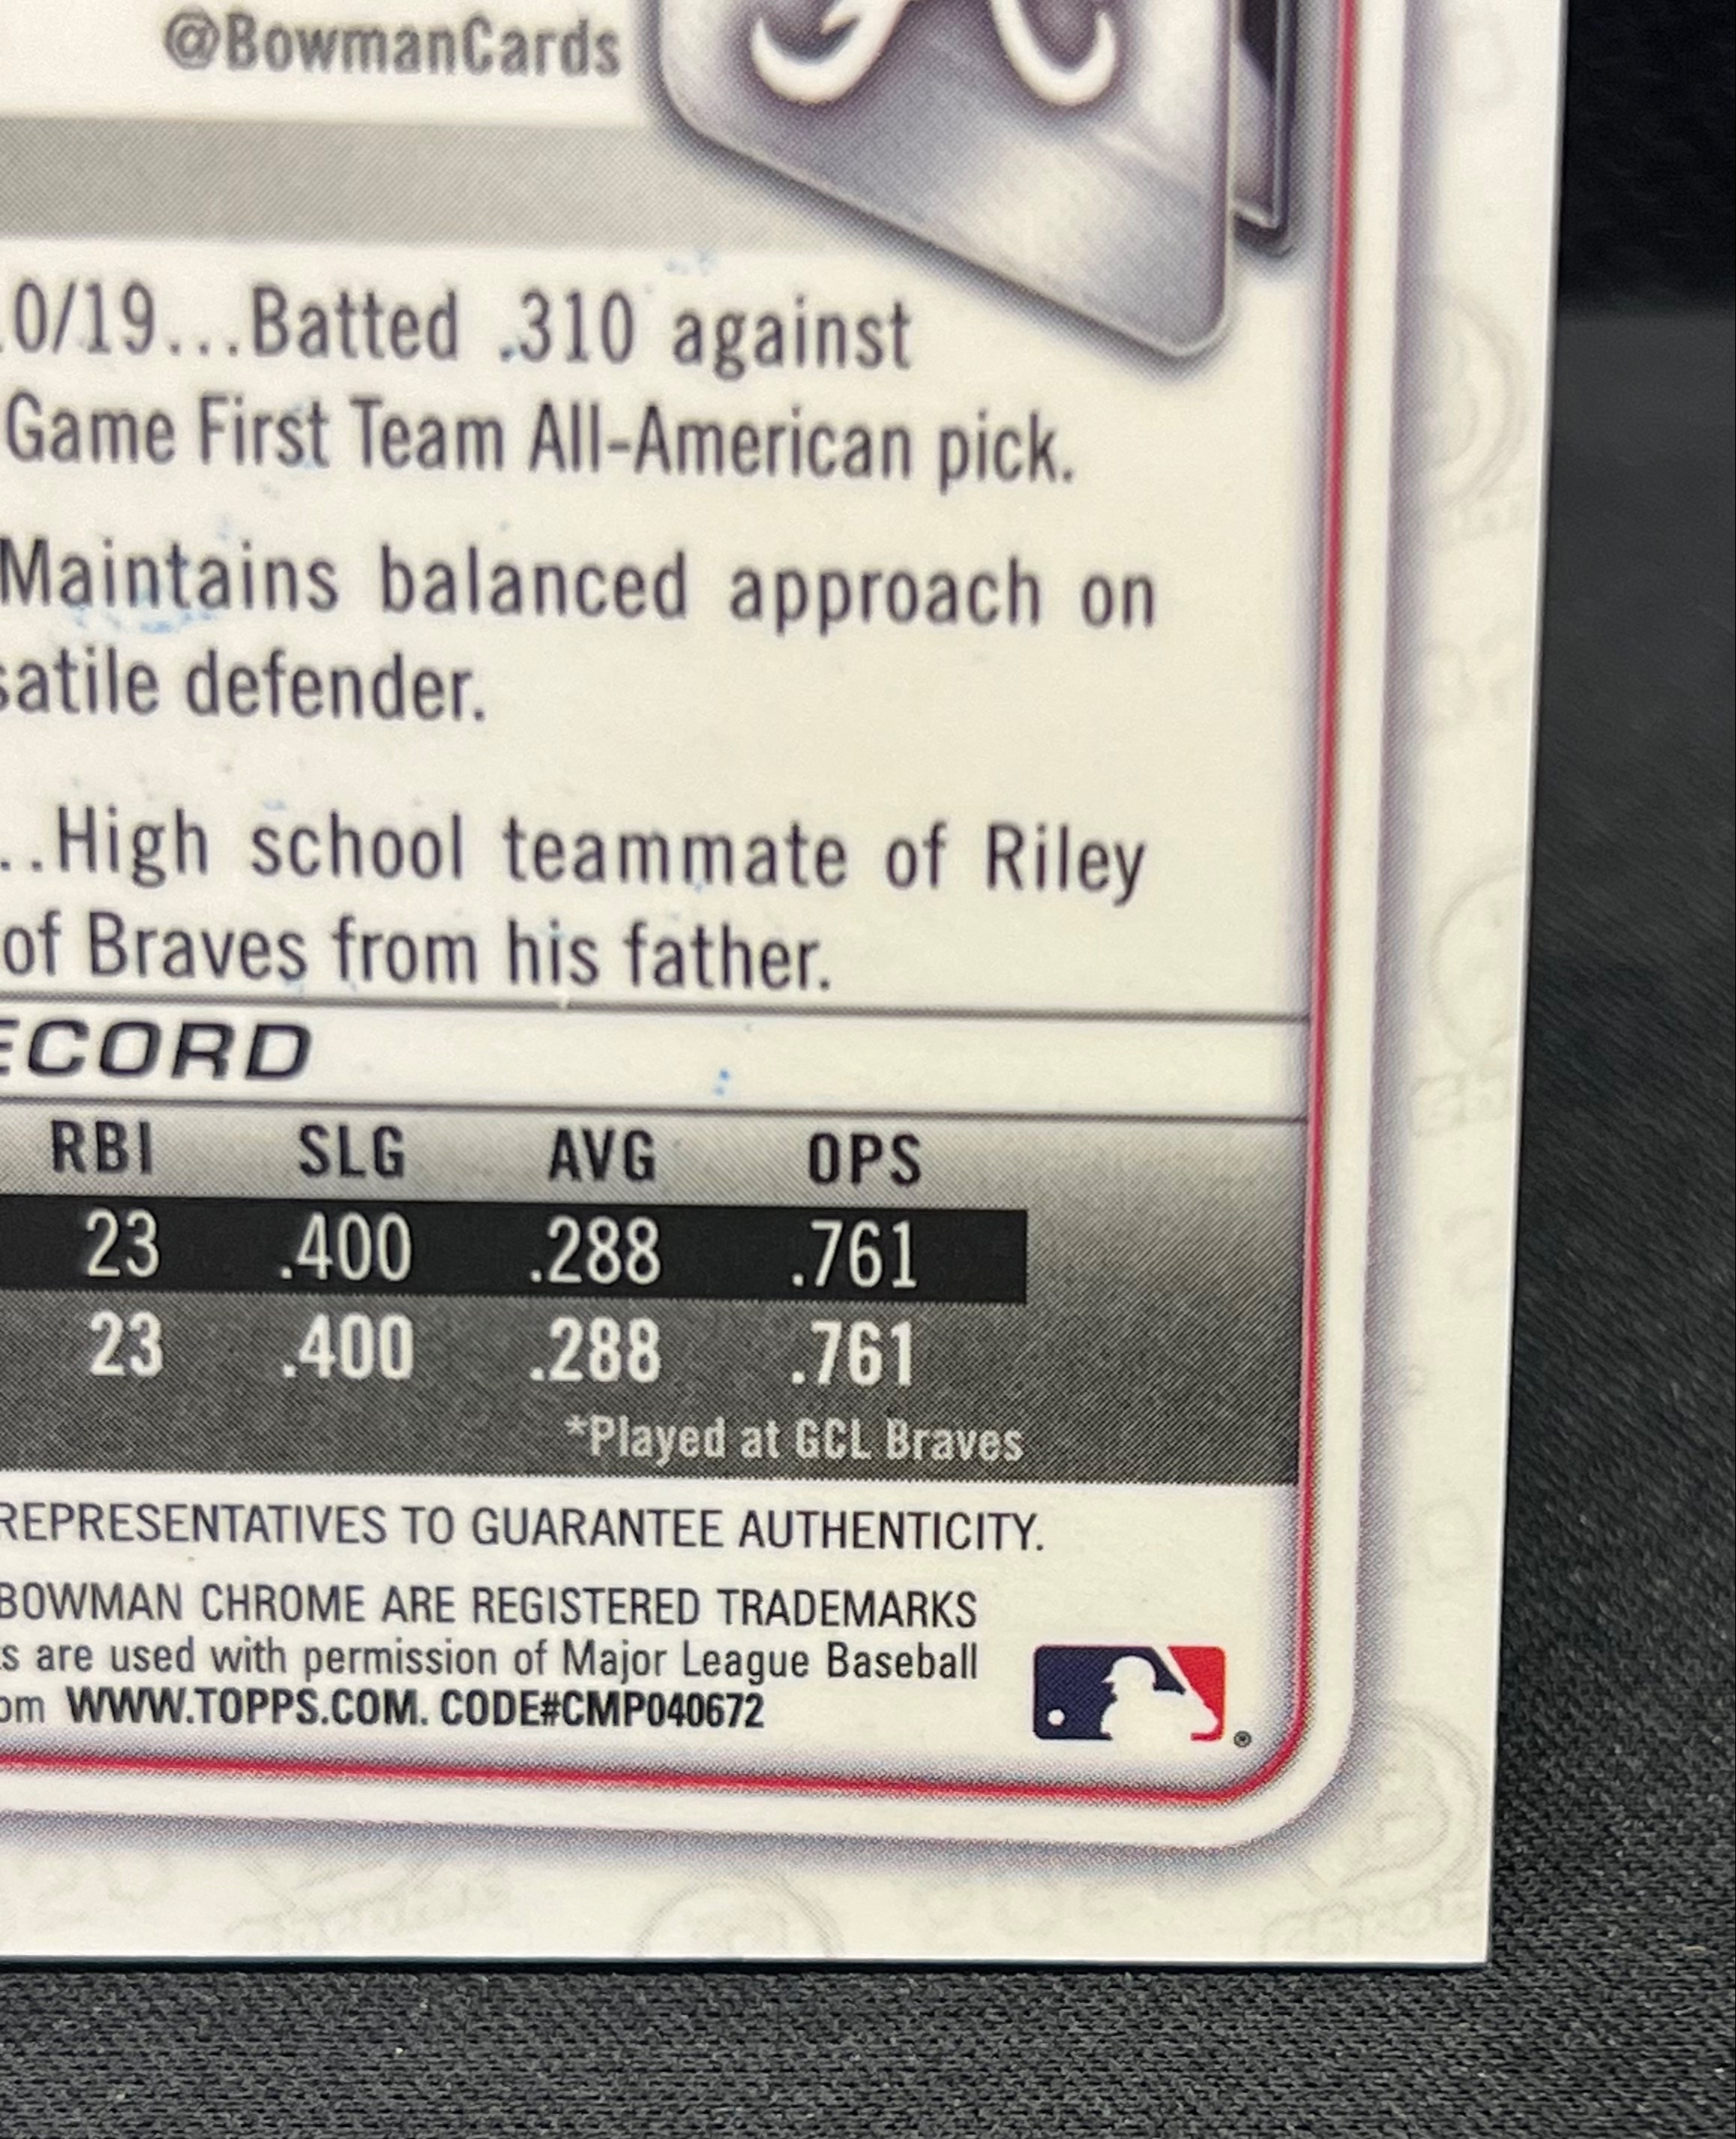 @BowmanCards
0/19...Batted .310 against
Game First Team All-American pick.
Maintains balanced approach on
satile defender.
..High school teammate of Riley
of Braves from his father.
ECORD
RBI SLG AVG OPS
23 .400 .288 .761
23 .400 .288 .761
*Played at GCL Braves
REPRESENTATIVES TO GUARANTEE AUTHENTICITY.
BOWMAN CHROME ARE REGISTERED TRADEMARKS
s are used with permission of Major League Baseball
om WWW.TOPPS.COM. CODE#CMP040672
®